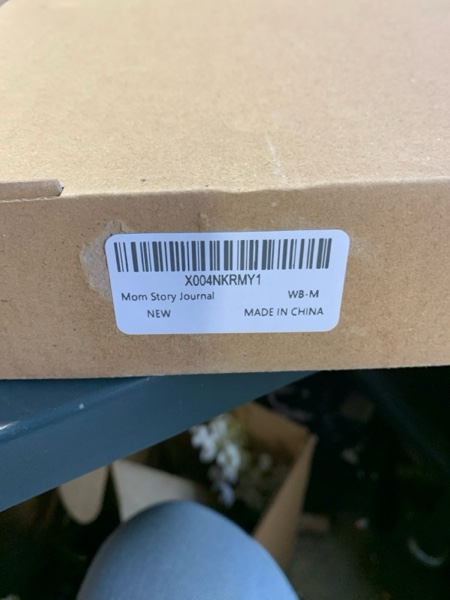 X004NKRMY1
Mom Story Journal WB-M
NEW MADE IN CHINA